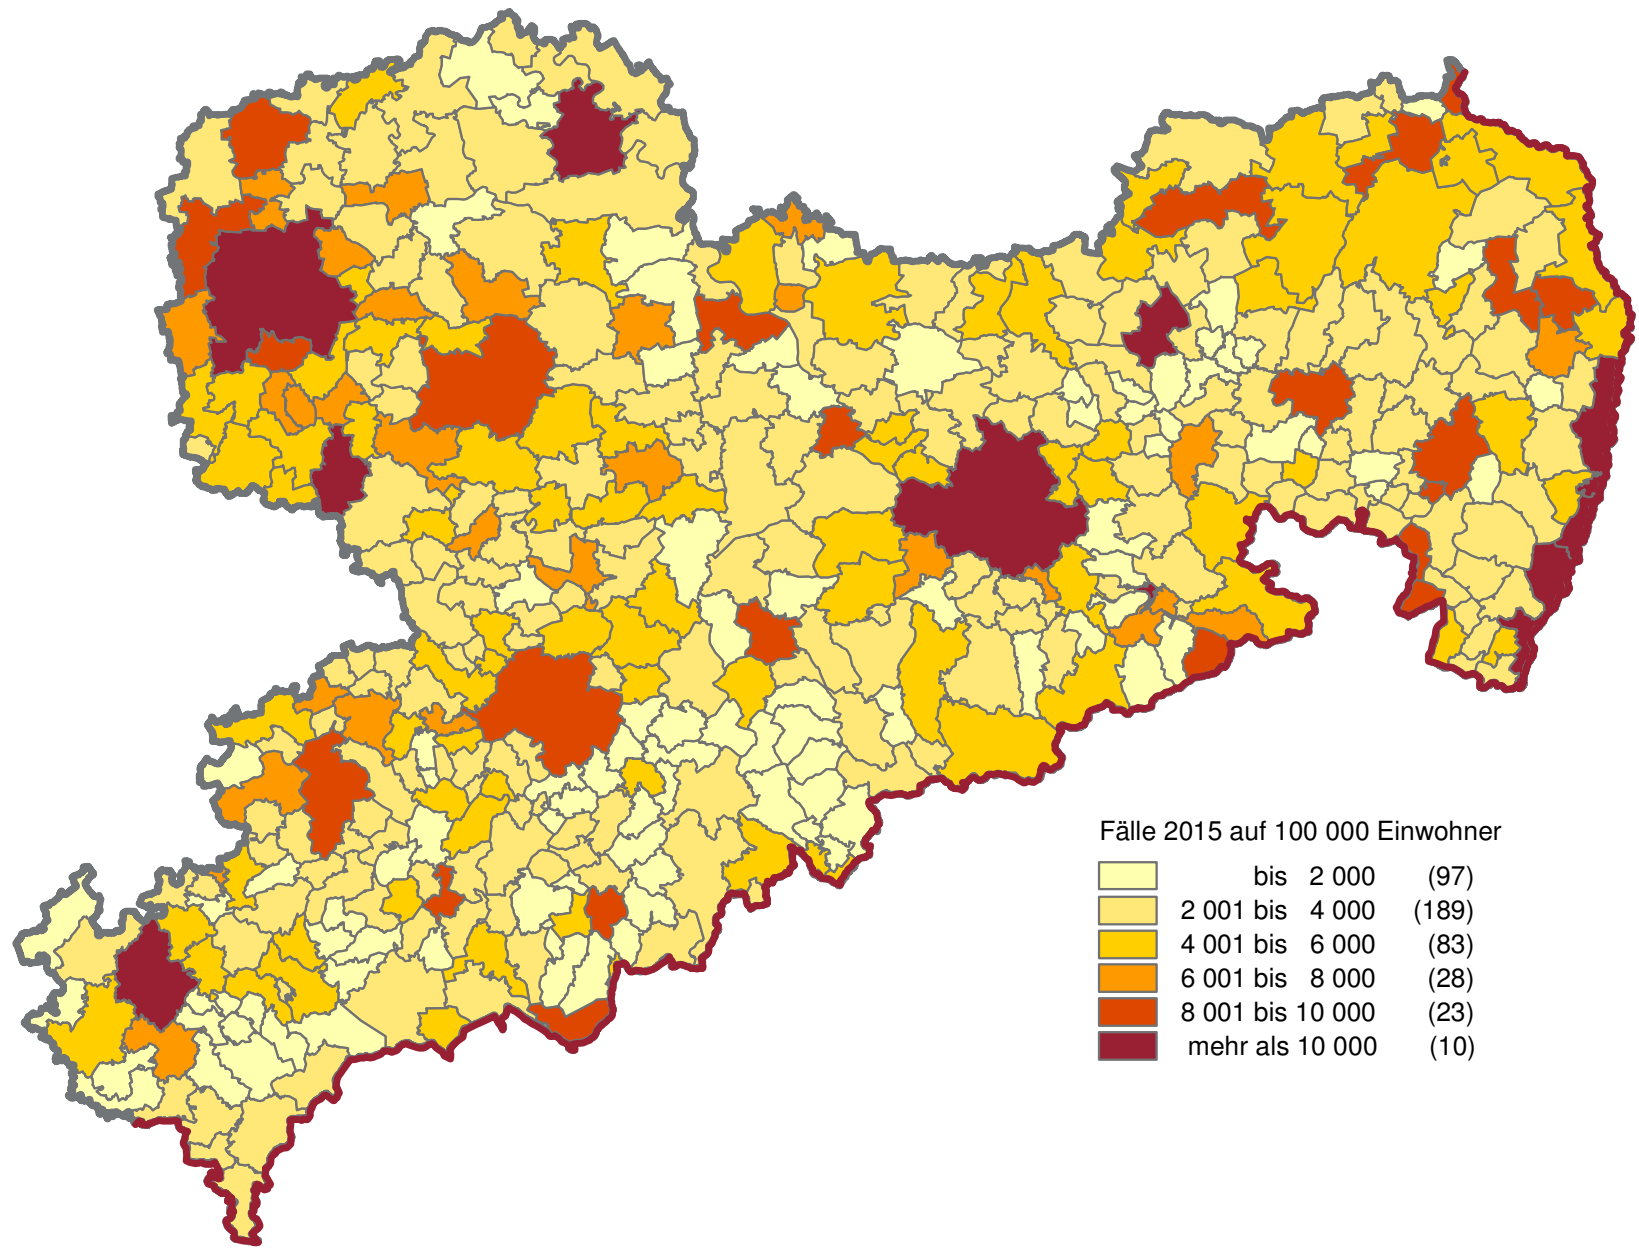 Fälle 2015 auf 100 000 Einwohner
bis 2 000 (97)
2 001 bis 4 000 (189)
4 001 bis 6 000 (83)
6 001 bis 8 000 (28)
8 001 bis 10 000 (23)
mehr als 10 000 (10)